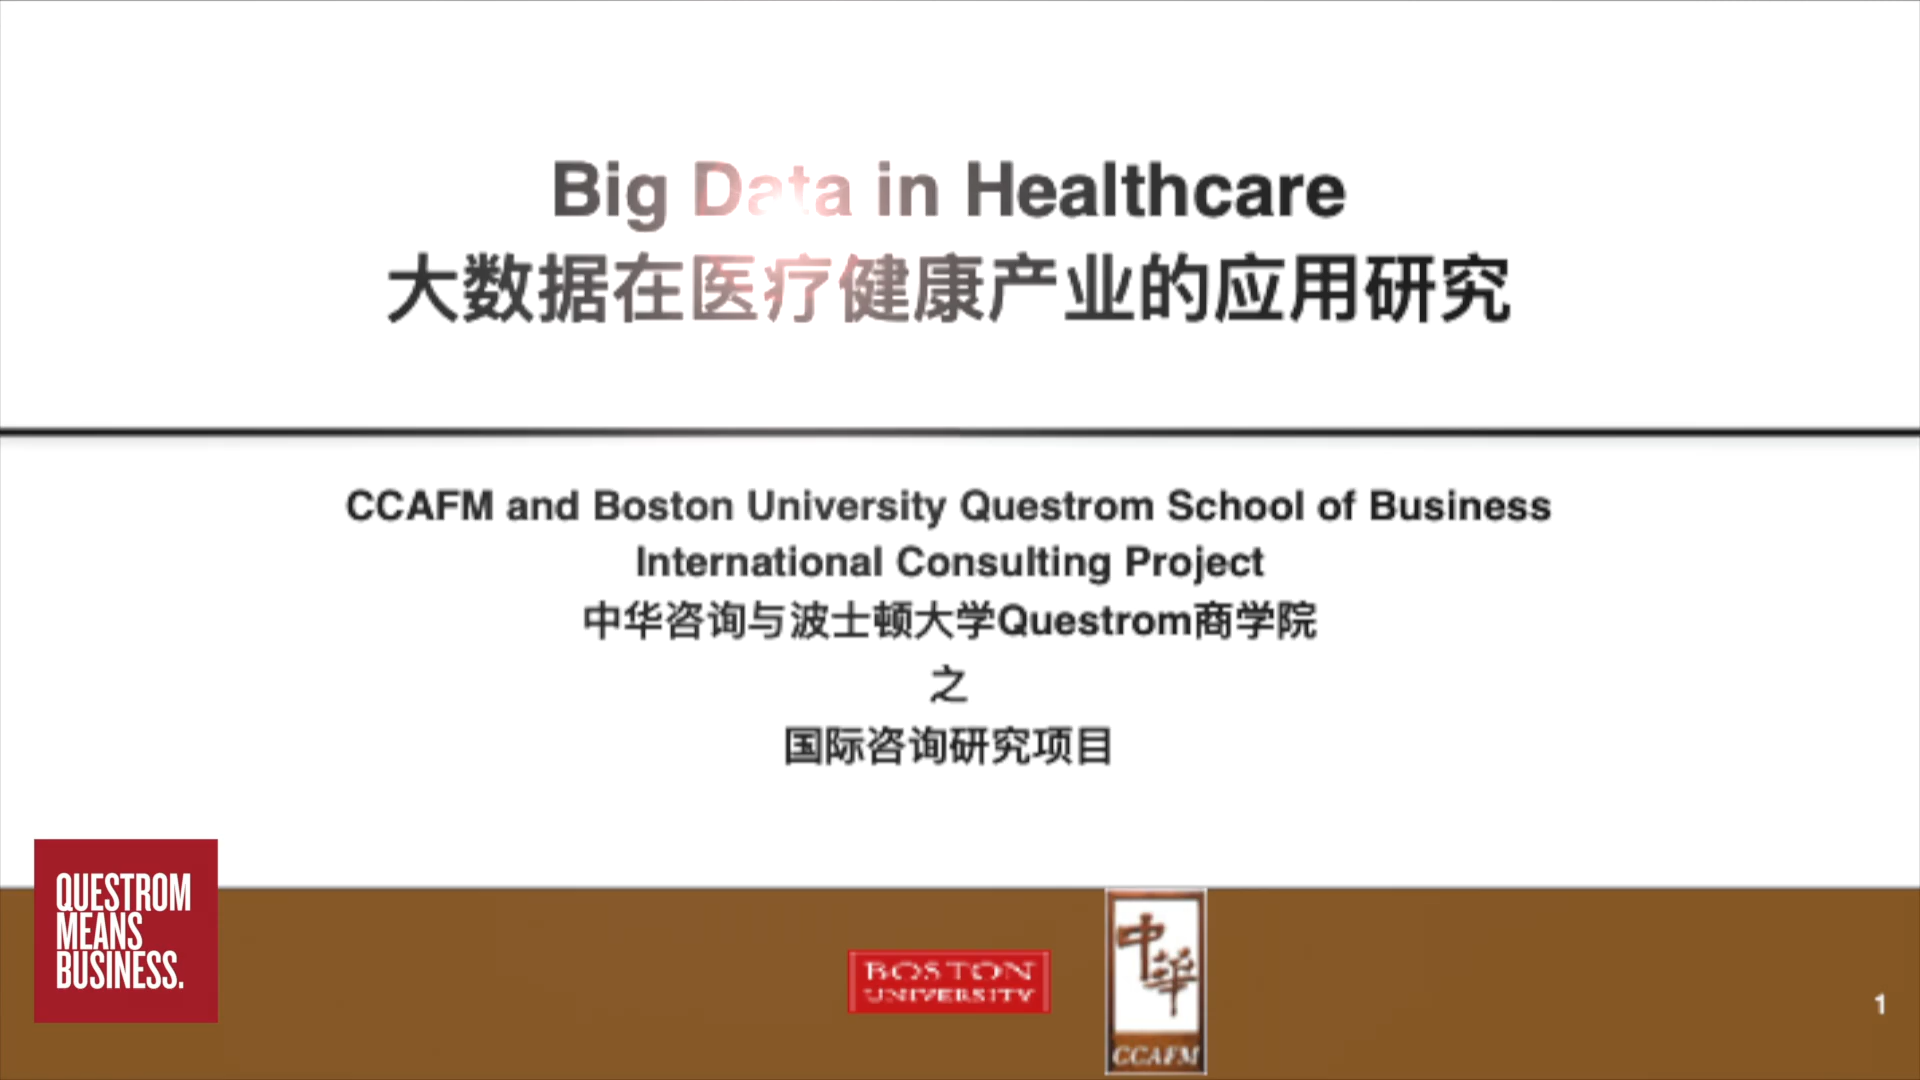 Big Data in Healthcare
大数据在医疗健康产业的应用研究
CCAFM and Boston University Questrom School of Business
International Consulting Project
中华咨询与波士顿大学Questrom商学院
之
国际咨询研究项目
QUESTROM
MEANS
BUSINESS.
BOSTON
UNIVERSITY
中華
CCAFM
1